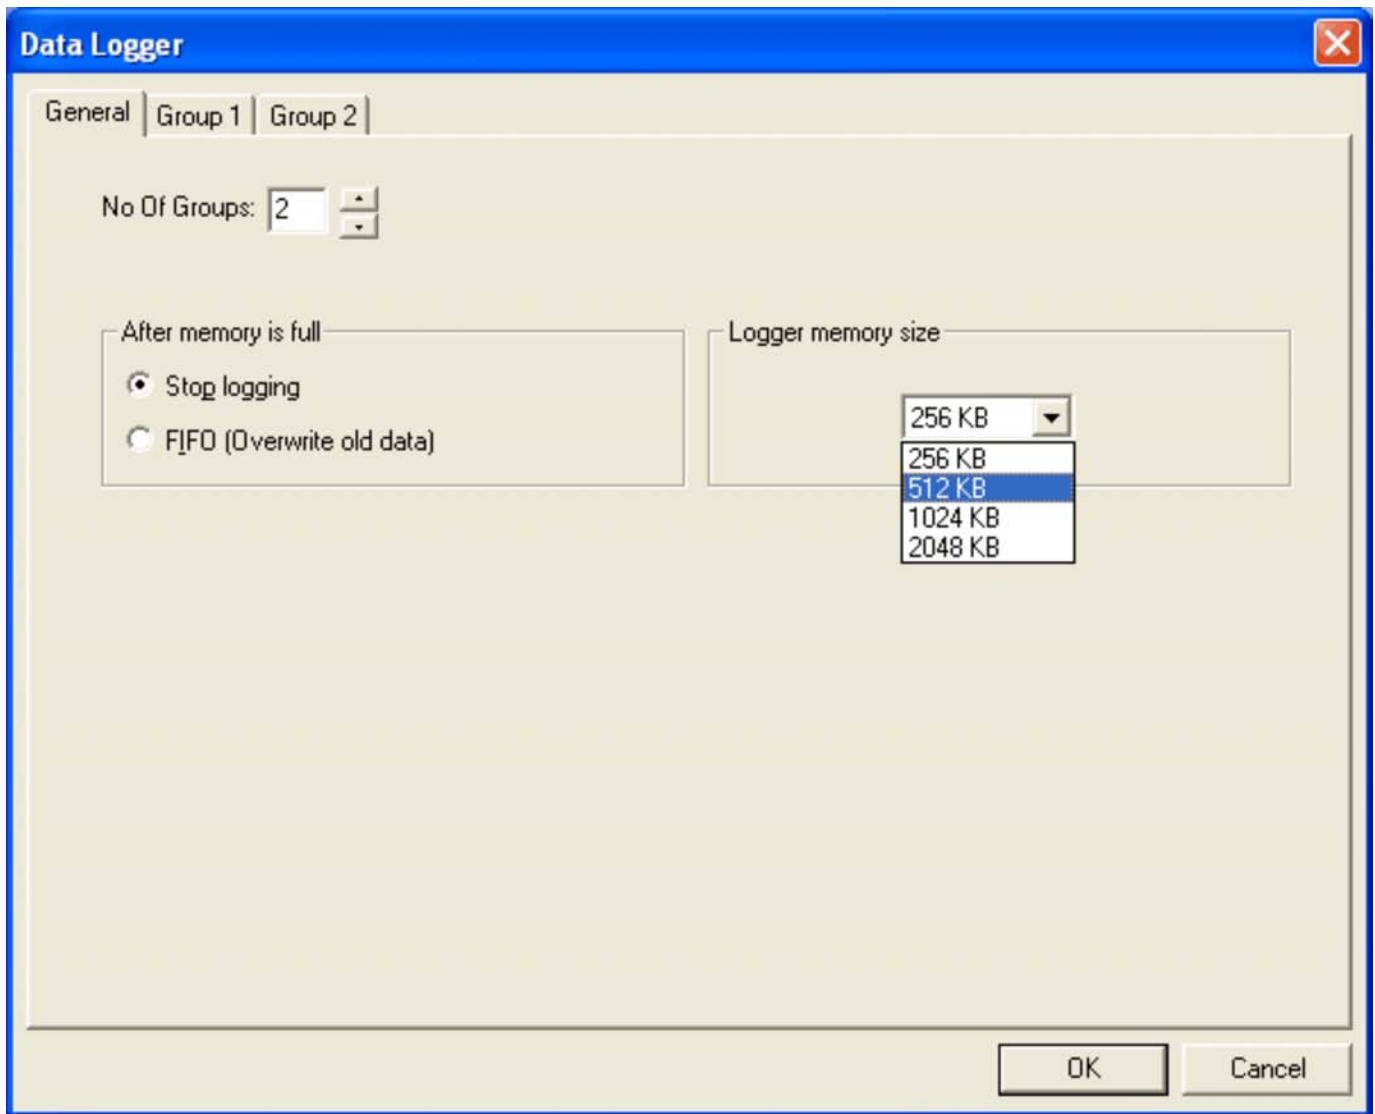 Data Logger
General Group 1 Group 2
No Of Groups: 2
After memory is full
Stop logging
FIFO (Overwrite old data)
Logger memory size
256 KB
256 KB
512 KB
1024 KB
2048 KB
OK Cancel